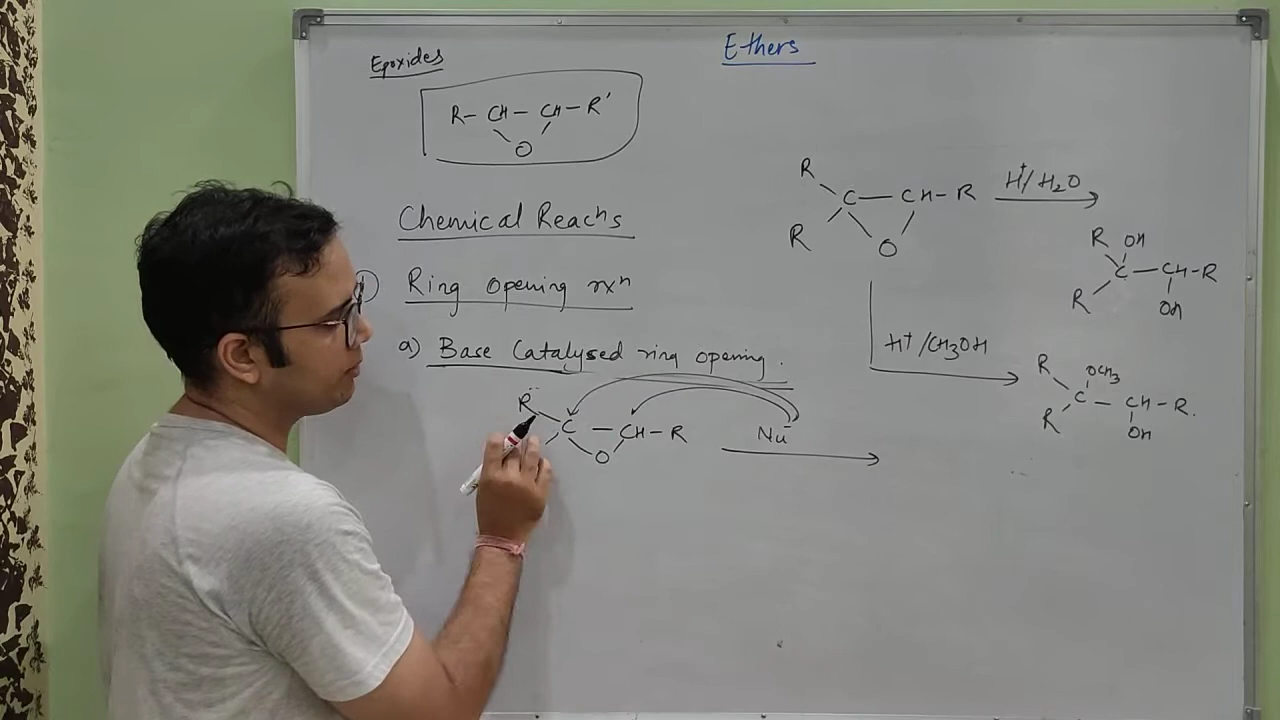 Ethers
Epoxides
R- CH - CH - R'
O
Chemical Reacns
1) Ring opening rxn
a) Base Catalysed ring opening.
R
C - CH - R
O
Nu-
R
C - CH - R
R
O
H+/H2O
R OH
C - CH - R
R
OH
H+/CH3OH
R
OCH3
C - CH - R.
R
OH